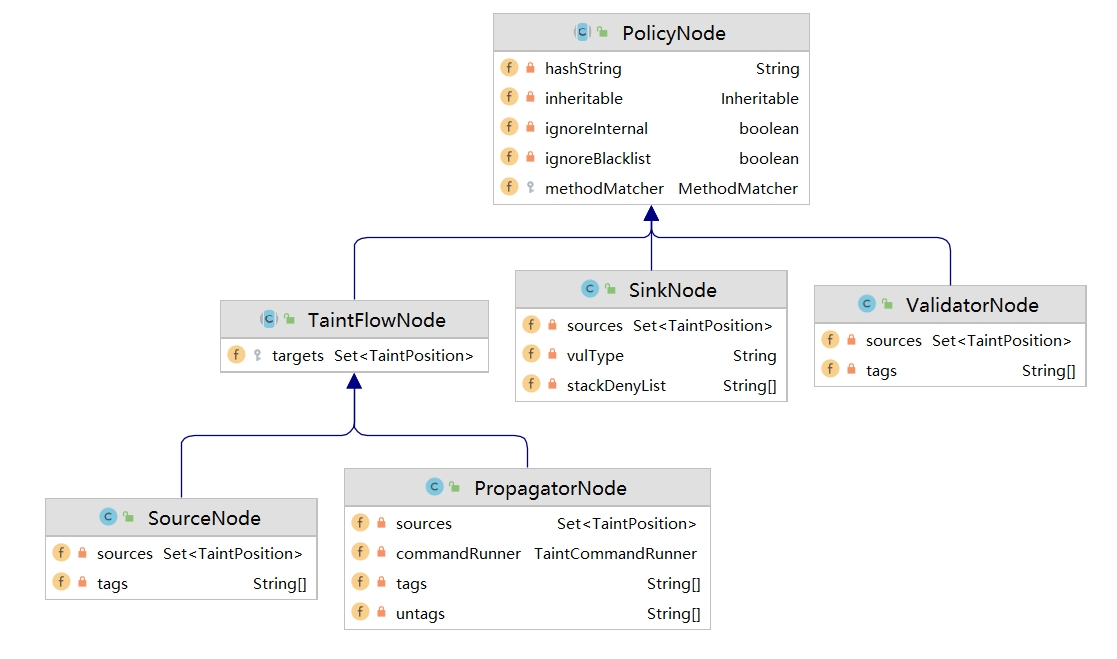 PolicyNode
hashString String
inheritable Inheritable
ignoreInternal boolean
ignoreBlacklist boolean
methodMatcher MethodMatcher
TaintFlowNode
targets Set<TaintPosition>
SinkNode
sources Set<TaintPosition>
vulType String
stackDenyList String[]
ValidatorNode
sources Set<TaintPosition>
tags String[]
SourceNode
sources Set<TaintPosition>
tags String[]
PropagatorNode
sources Set<TaintPosition>
commandRunner TaintCommandRunner
tags String[]
untags String[]